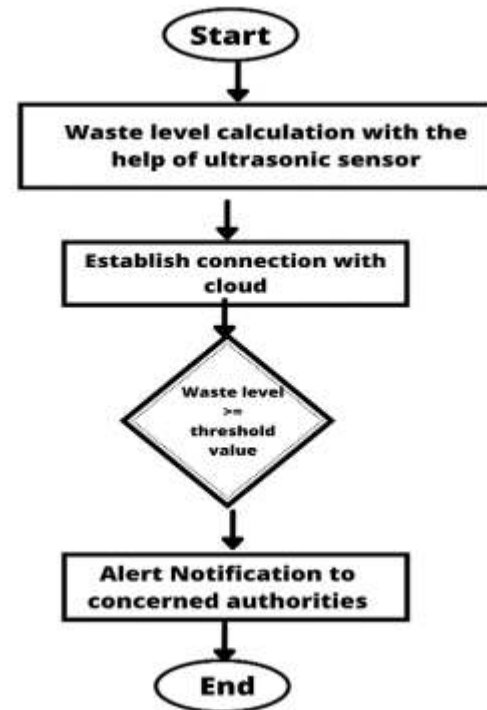 Start
Waste level calculation with the
help of ultrasonic sensor
Establish connection with
cloud
Waste level
>=
threshold
value
Alert Notification to
concerned authorities
End